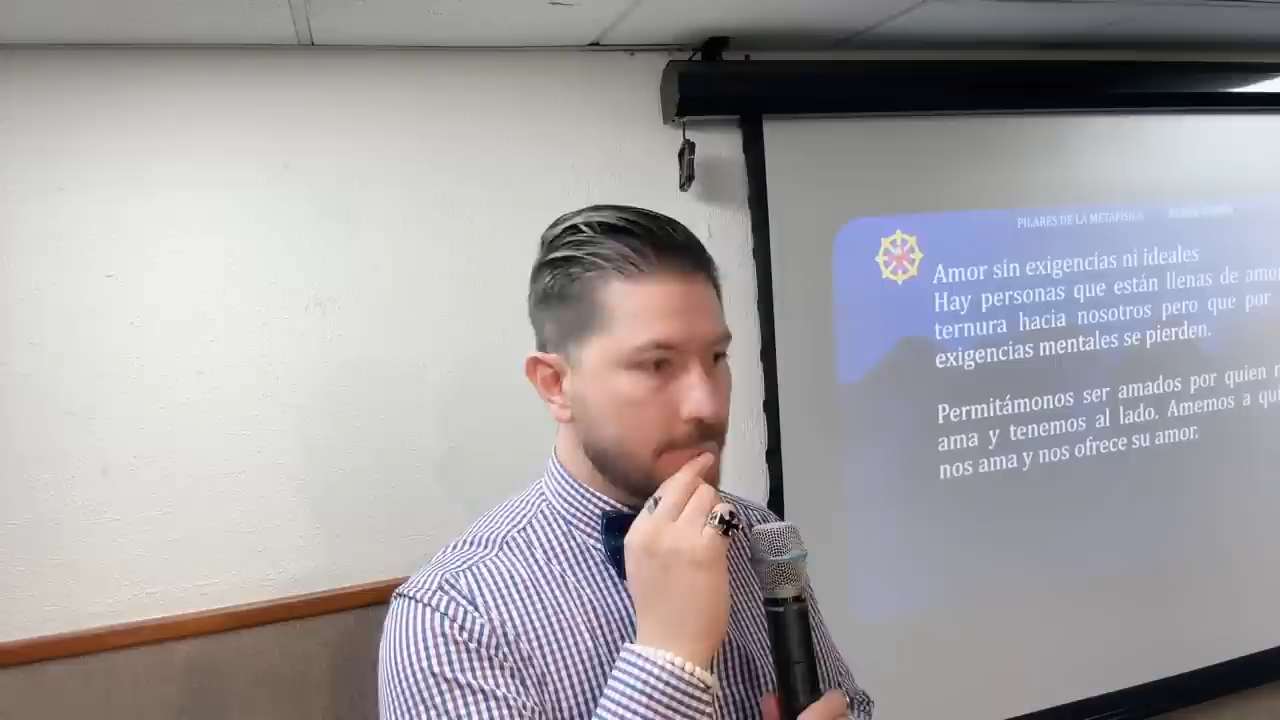 PILARES DE LA METAFISICA
Amor sin exigencias ni ideales
Hay personas que están llenas de amor
ternura hacia nosotros pero que por
exigencias mentales se pierden.
Permitámonos ser amados por quien
ama y tenemos al lado. Amemos a
nos ama y nos ofrece su amor.